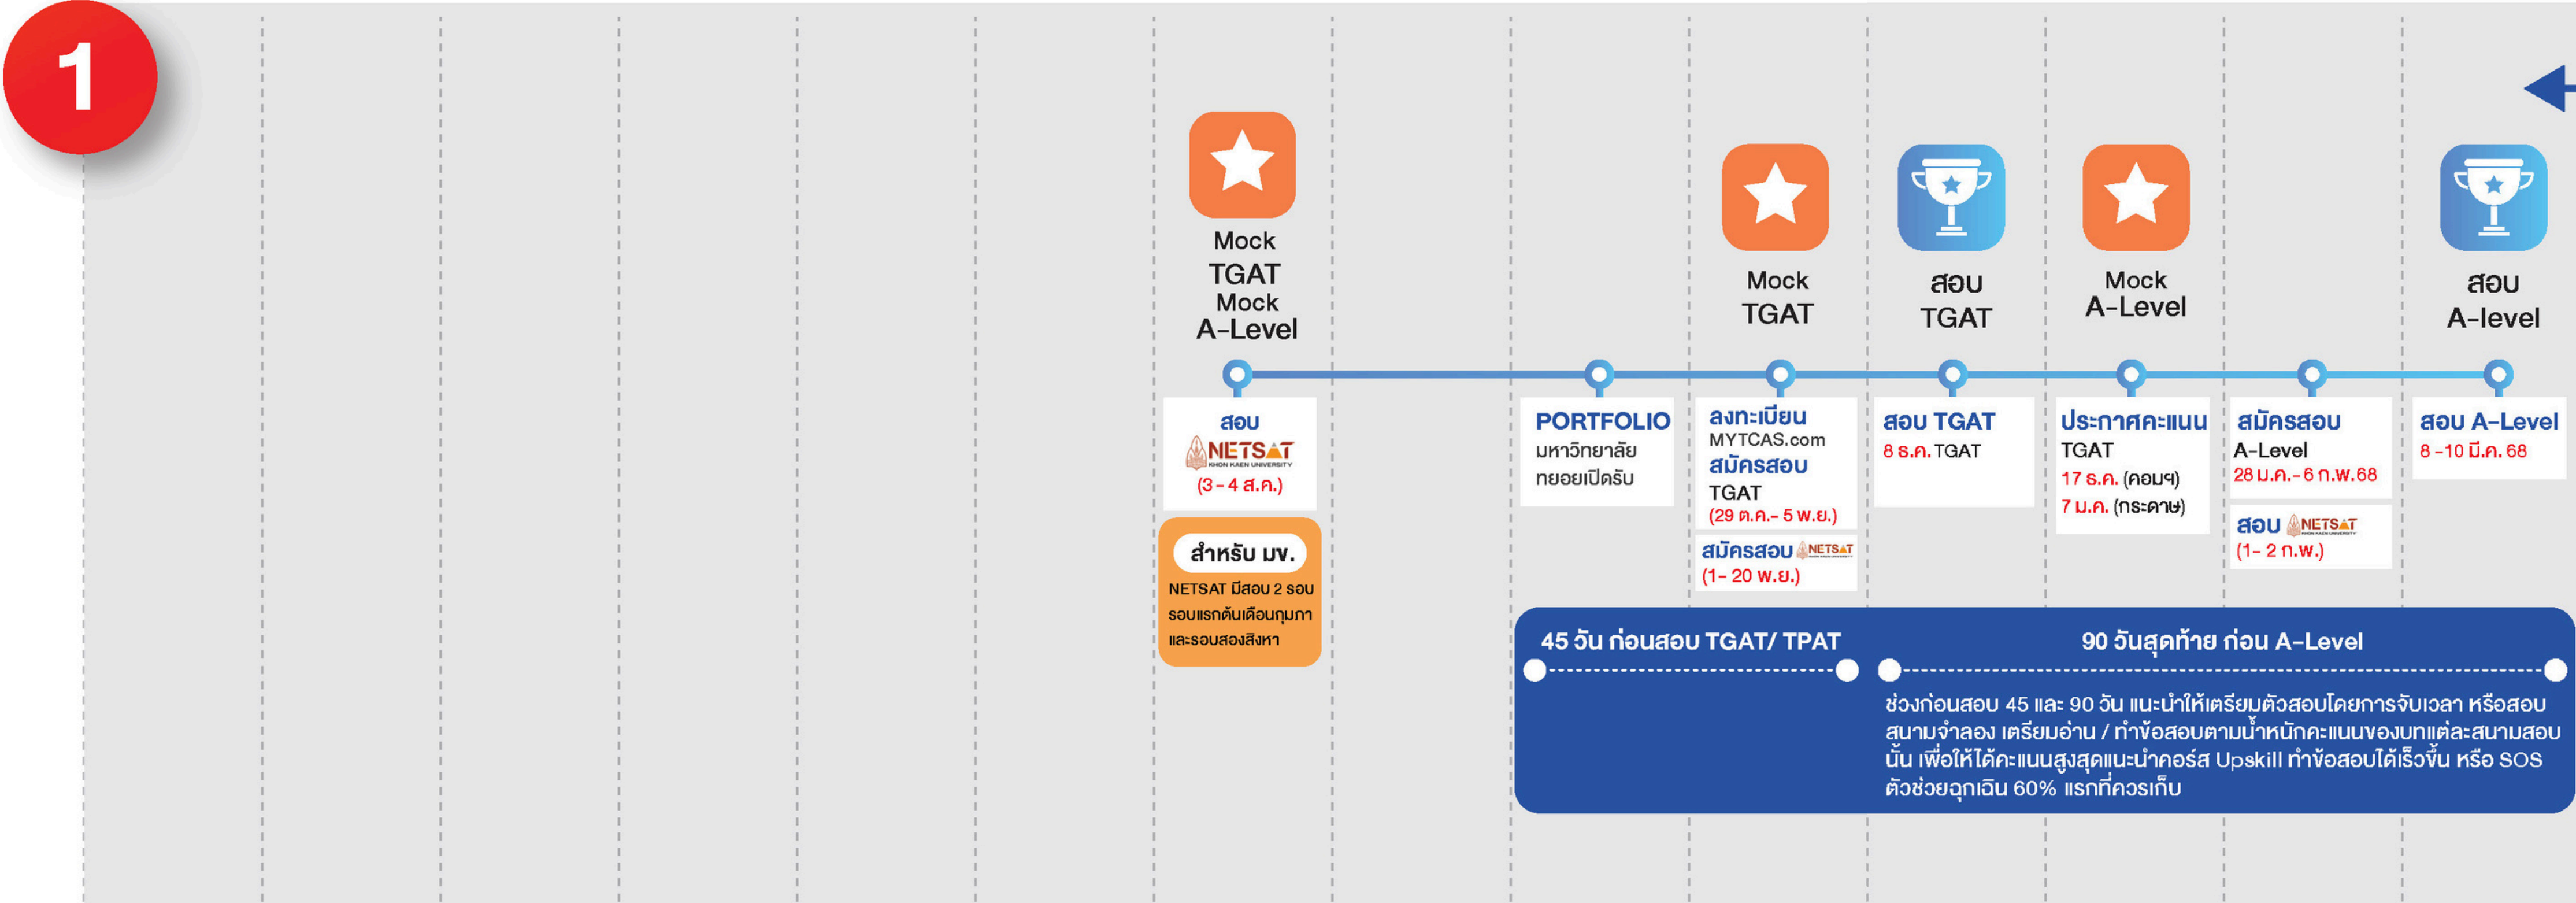 1
Mock
TGAT
Mock
A-Level
Mock
TGAT
สอบ
TGAT
Mock
A-Level
สอบ
A-level
สอบ
NETSAT
KHON KAEN UNIVERSITY
(3 - 4 ส.ค.)
สำหรับ มข.
NETSAT มีสอบ 2 รอบ
รอบแรกต้นเดือนกุมภา
และรอบสองสิงหา
PORTFOLIO
มหาวิทยาลัย
ทยอยเปิดรับ
ลงทะเบียน
MYTCAS.com
สมัครสอบ
TGAT
(29 ต.ค.- 5 พ.ย.)
สมัครสอบ NETSAT
(1- 20 พ.ย.)
สอบ TGAT
8 ธ.ค. TGAT
ประกาศคะแนน
TGAT
17 ธ.ค. (คอมฯ)
7 ม.ค. (กระดาษ)
สมัครสอบ
A-Level
28 ม.ค.- 6 ก.พ.68
สอบ NETSAT
KHON KAEN UNIVERSITY
(1- 2 ก.พ.)
สอบ A-Level
8 -10 มี.ค. 68
45 วัน ก่อนสอบ TGAT/ TPAT
90 วันสุดท้าย ก่อน A-Level
ช่วงก่อนสอบ 45 และ 90 วัน แนะนำให้เตรียมตัวสอบโดยการจับเวลา หรือสอบ
สนามจำลอง เตรียมอ่าน / ทำข้อสอบตามน้ำหนักคะแนนของบทแต่ละสนามสอบ
นั้น เพื่อให้ได้คะแนนสูงสุดแนะนำคอร์ส Upskill ทำข้อสอบได้เร็วขึ้น หรือ SOS
ตัวช่วยฉุกเฉิน 60% แรกที่ควรเก็บ